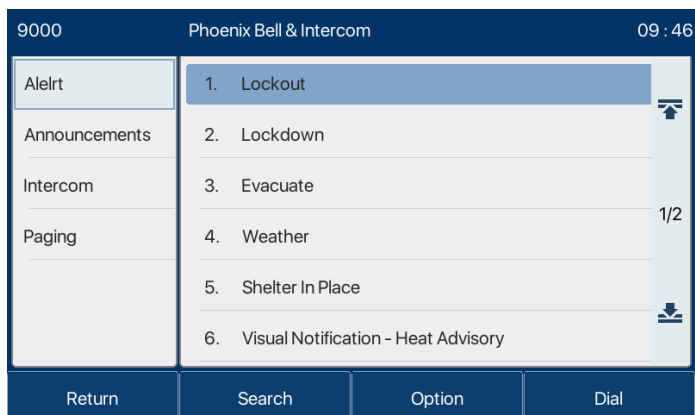 9000 Phoenix Bell & Intercom 09 : 46
Alelrt
Announcements
Intercom
Paging
1. Lockout
2. Lockdown
3. Evacuate
4. Weather
5. Shelter In Place
6. Visual Notification - Heat Advisory
1/2
Return Search Option Dial